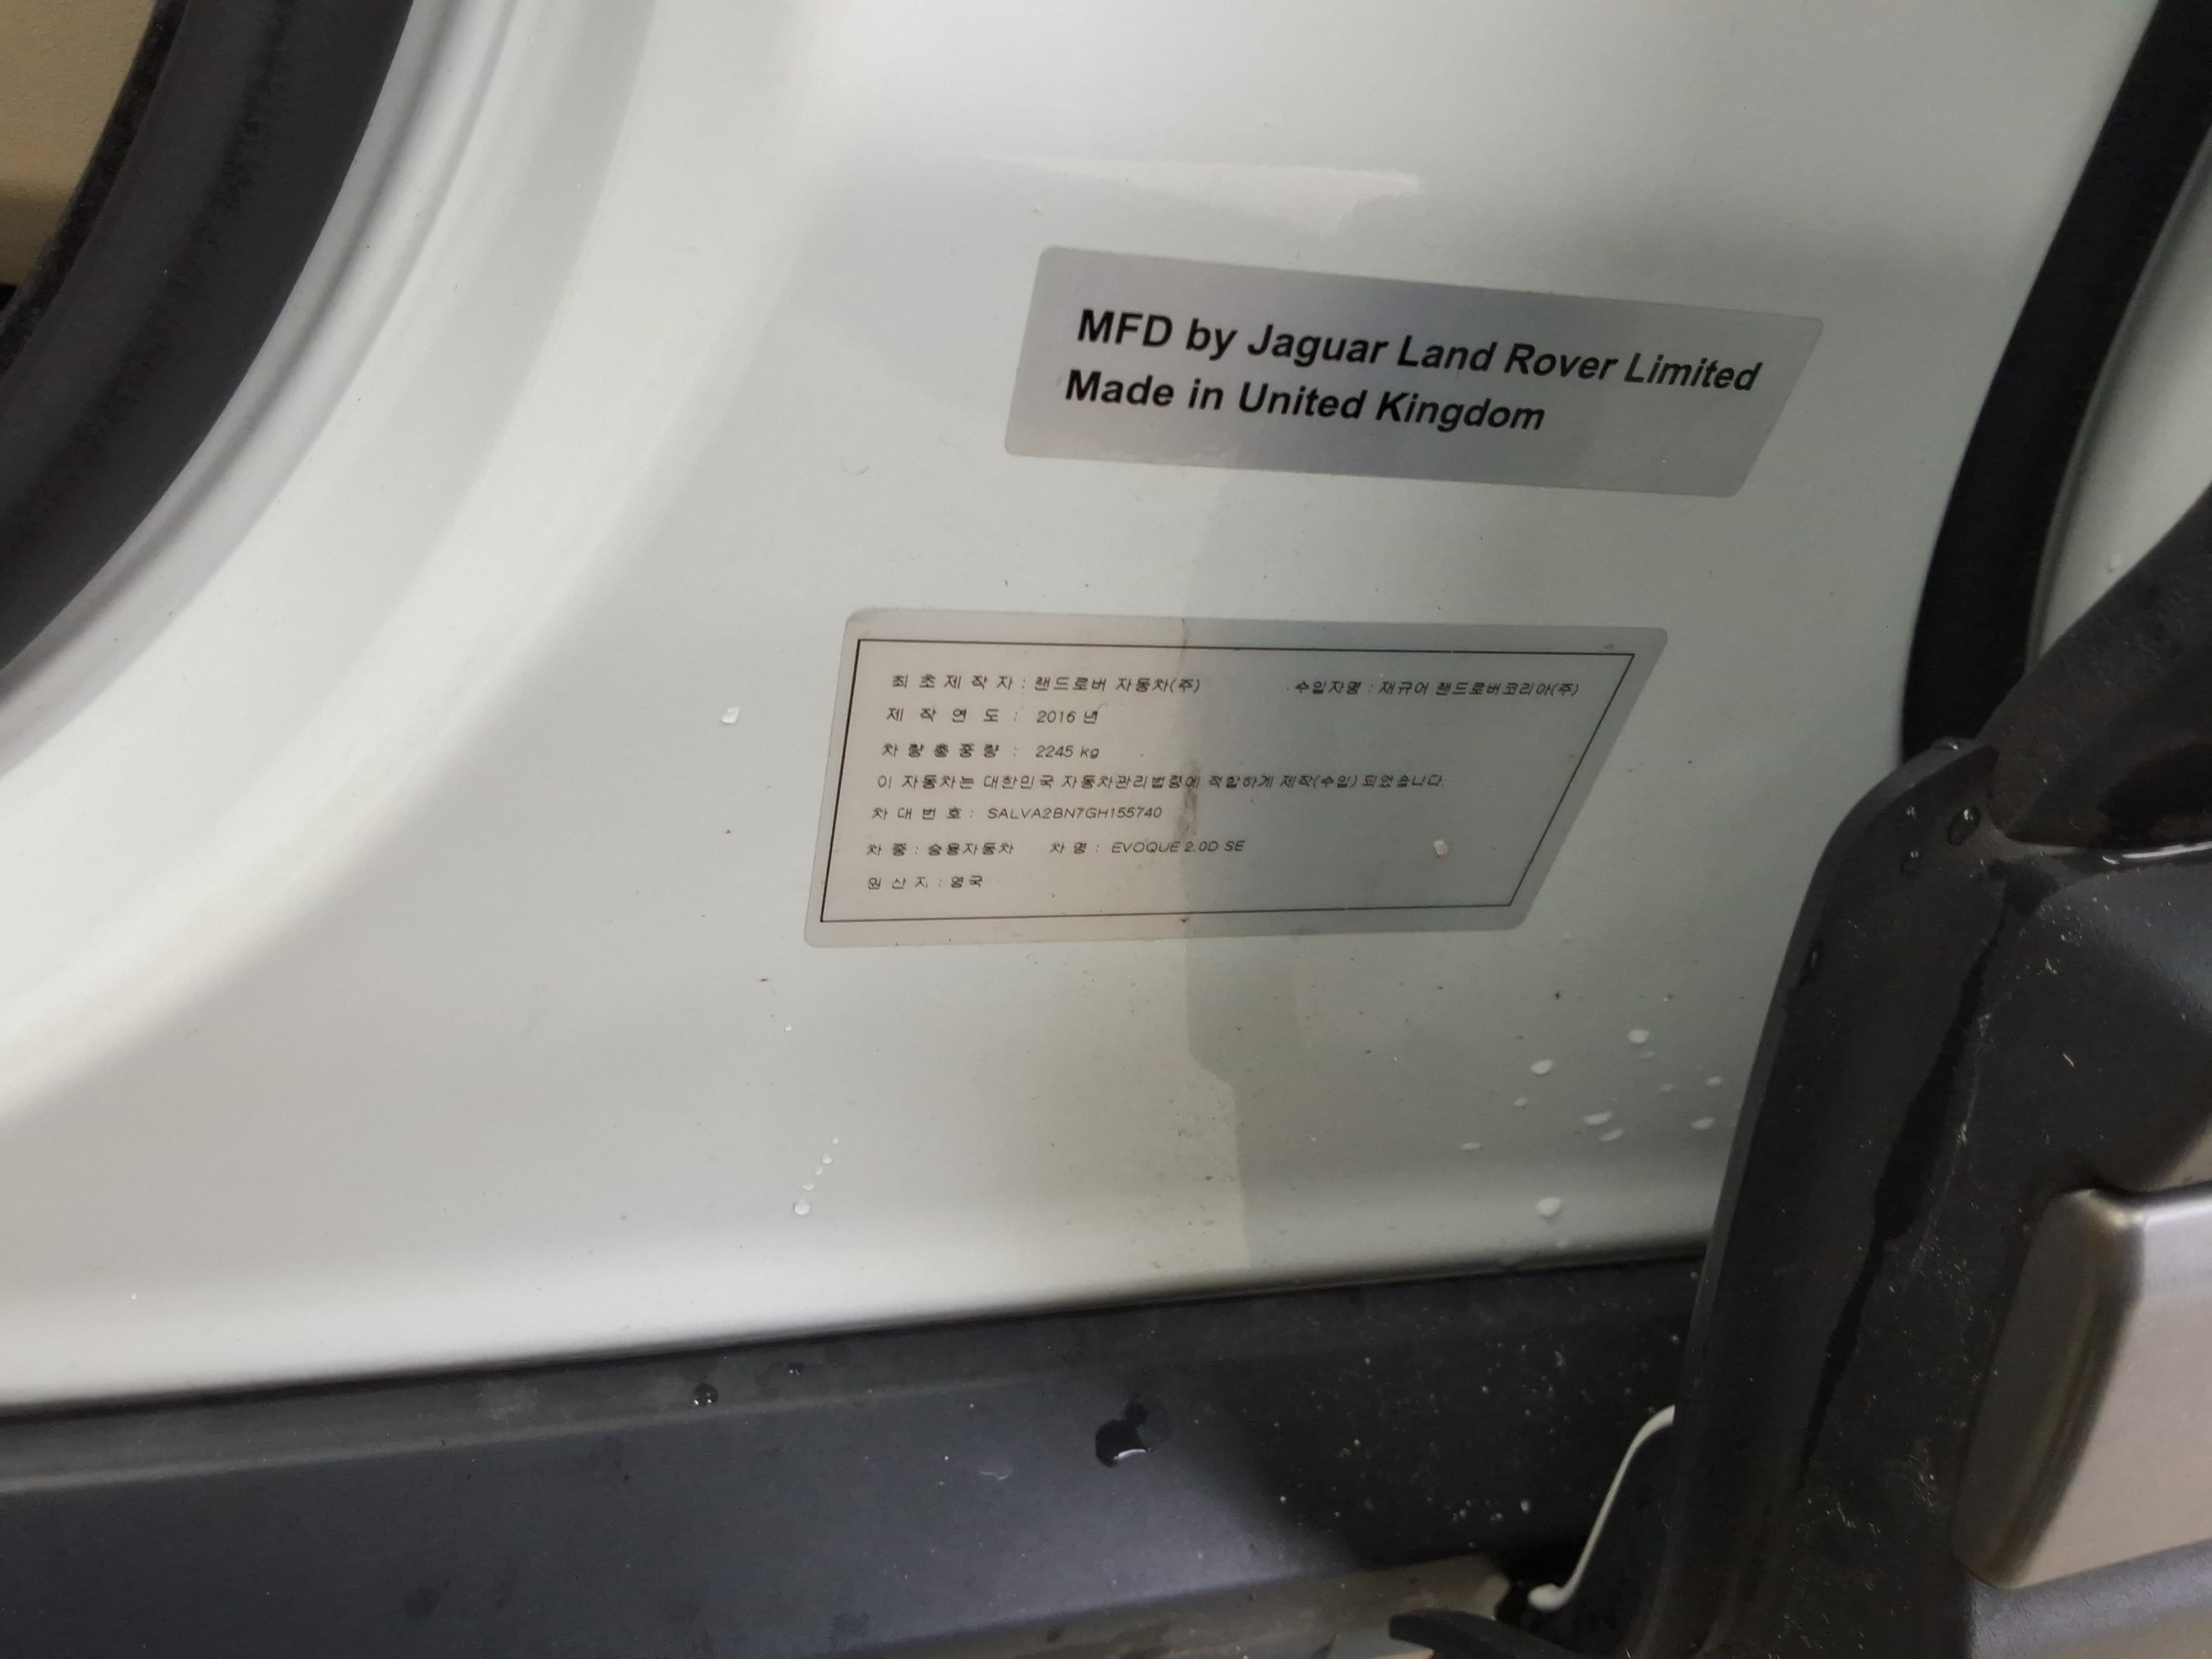 MFD by Jaguar Land Rover Limited
Made in United Kingdom
최초제작자 : 랜드로버 자동차(주) 수입자명 : 재규어 랜드로버코리아(주)
제작연도 : 2016 년
차량총중량 : 2245 kg
이 자동차는 대한민국 자동차관리법령에 적합하게 제작(수입) 되었습니다.
차대번호 : SALVA2BN7GH155740
차종 : 승용자동차 차명 : EVOQUE 2.0D SE
원산지 : 영국